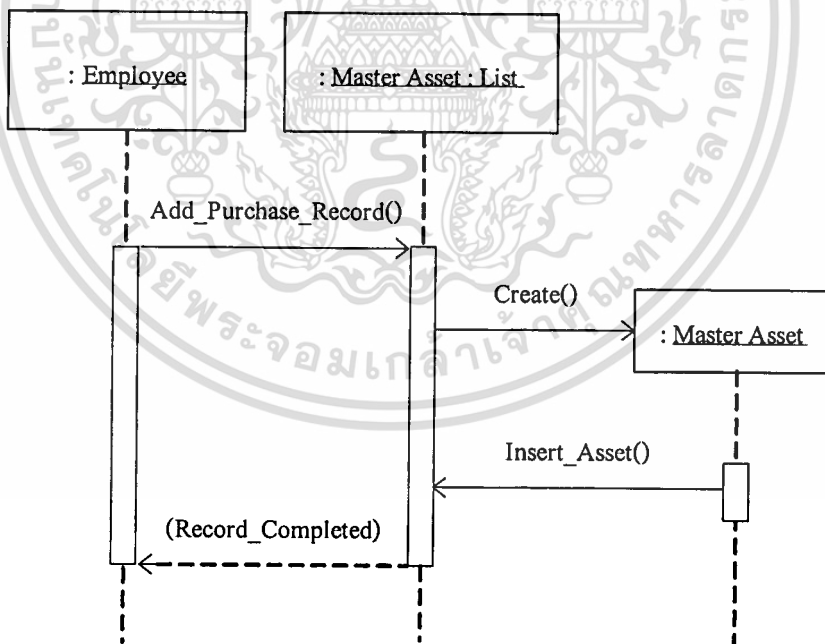 : Employee
: Master Asset : List
Add_Purchase_Record()
Create()
: Master Asset
Insert_Asset()
(Record_Completed)